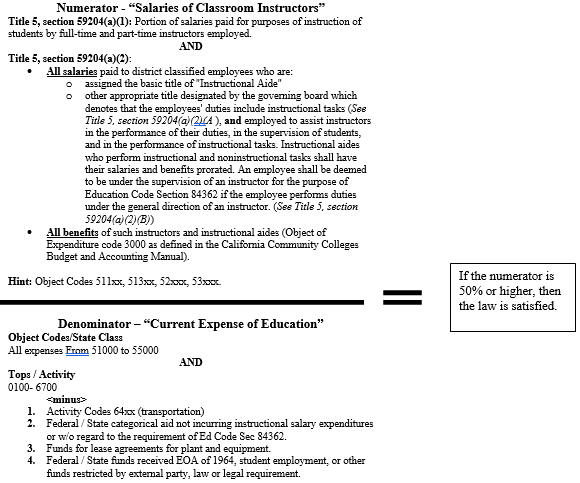 Numerator - “Salaries of Classroom Instructors”
Title 5, section 59204(a)(1): Portion of salaries paid for purposes of instruction of
students by full-time and part-time instructors employed.
AND
Title 5, section 59204(a)(2):
• All salaries paid to district classified employees who are:
o assigned the basic title of "Instructional Aide"
o other appropriate title designated by the governing board which
denotes that the employees' duties include instructional tasks (See
Title 5, section 59204(a)(2)(A ), and employed to assist instructors
in the performance of their duties, in the supervision of students,
and in the performance of instructional tasks. Instructional aides
who perform instructional and noninstructional tasks shall have
their salaries and benefits prorated. An employee shall be deemed
to be under the supervision of an instructor for the purpose of
Education Code Section 84362 if the employee performs duties
under the general direction of an instructor. (See Title 5, section
59204(a)(2)(B))
• All benefits of such instructors and instructional aides (Object of
Expenditure code 3000 as defined in the California Community Colleges
Budget and Accounting Manual).
Hint: Object Codes 511xx, 513xx, 52xxx, 53xxx.
If the numerator is
50% or higher, then
the law is satisfied.
Denominator – “Current Expense of Education”
Object Codes/State Class
All expenses From 51000 to 55000
AND
Tops / Activity
0100- 6700
<minus>
1. Activity Codes 64xx (transportation)
2. Federal / State categorical aid not incurring instructional salary expenditures
or w/o regard to the requirement of Ed Code Sec 84362.
3. Funds for lease agreements for plant and equipment.
4. Federal / State funds received EOA of 1964, student employment, or other
funds restricted by external party, law or legal requirement.